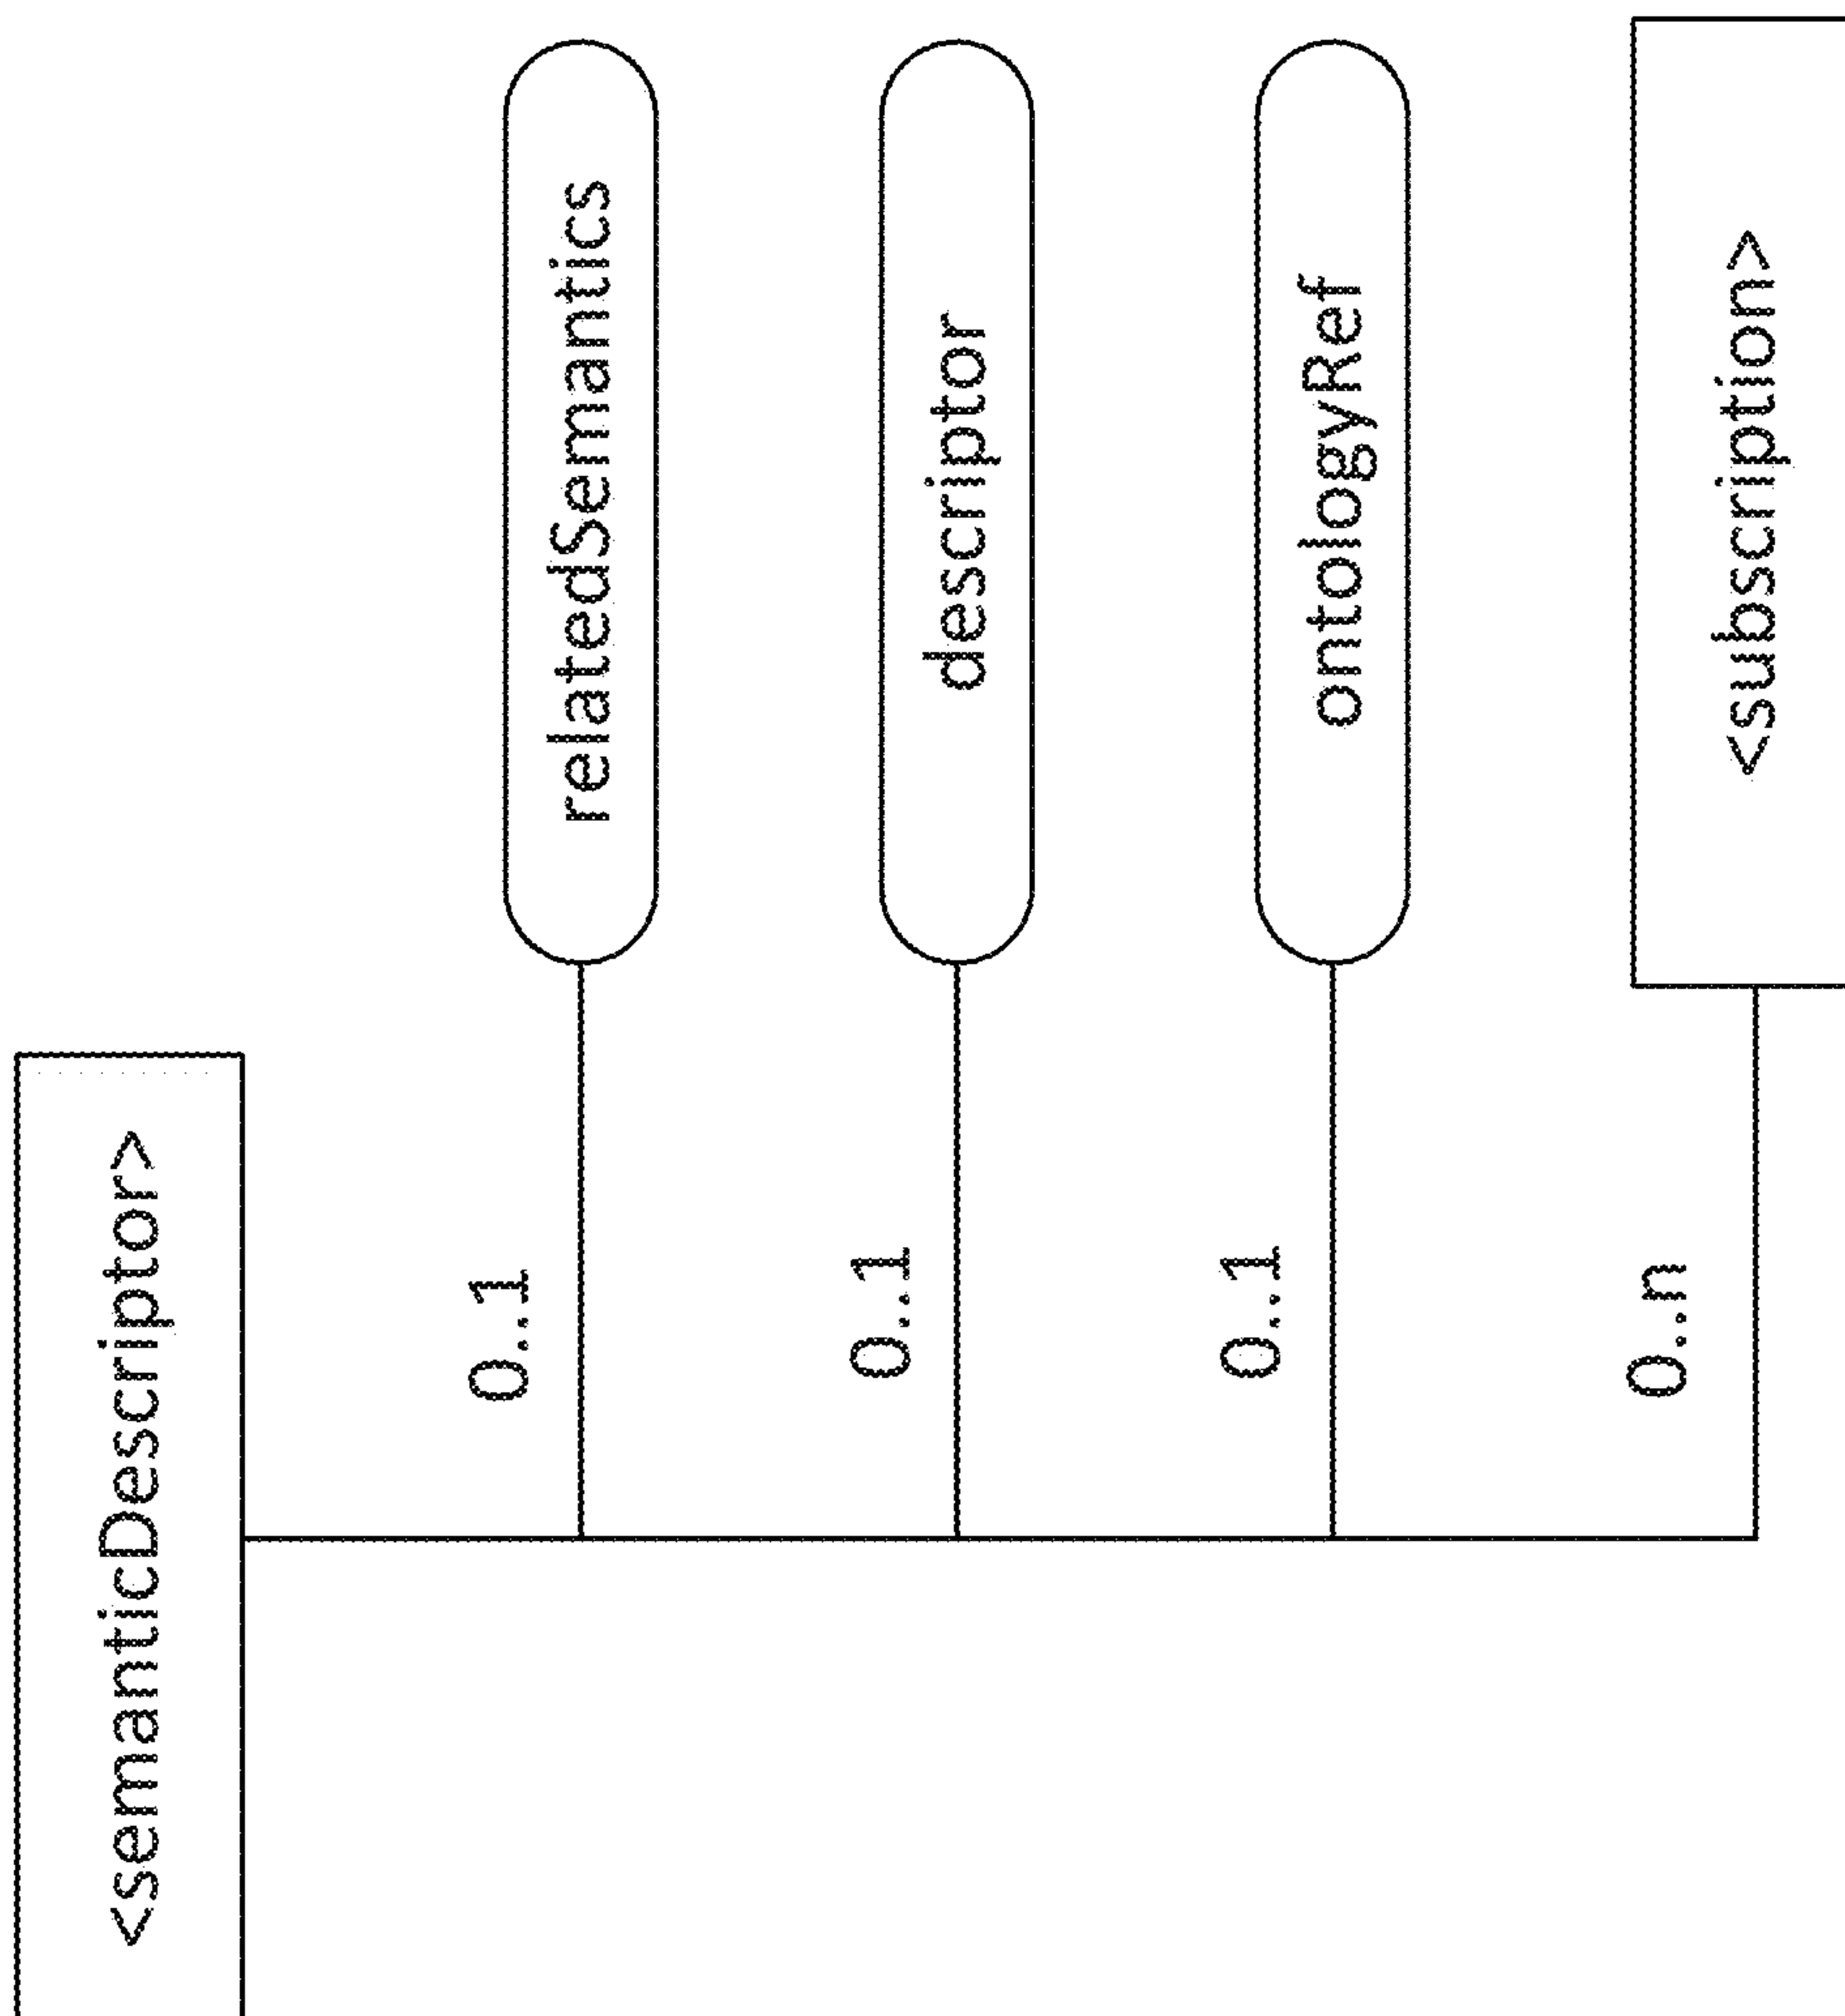 <semanticDescriptor>
0..1
relatedSemantics
0..1
descriptor
0..1
ontologyRef
0..n
<subscription>